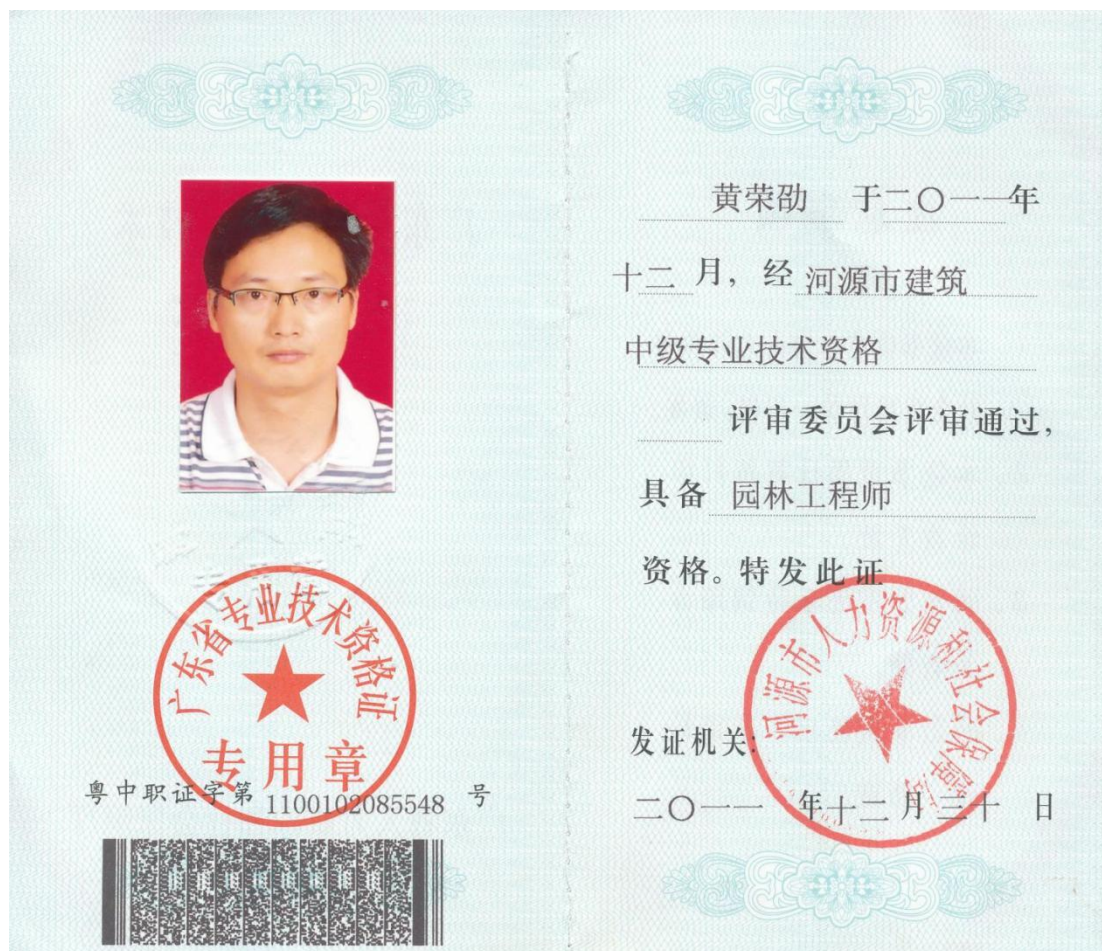 广东省专业技术资格证
专用章
粤中职证字第 1100102085548 号
黄荣劭 于二〇一一年
十二月，经 河源市建筑
中级专业技术资格
评审委员会评审通过，
具备 园林工程师
资格。特发此证
河源市人力资源和社会保障局
发证机关：
二〇一一 年十二月三十 日